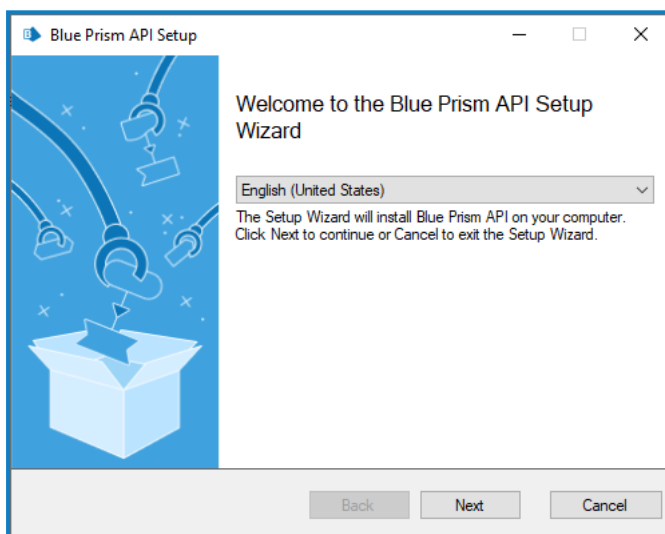 Blue Prism API Setup
Welcome to the Blue Prism API Setup
Wizard
English (United States)
The Setup Wizard will install Blue Prism API on your computer.
Click Next to continue or Cancel to exit the Setup Wizard.
Back
Next
Cancel